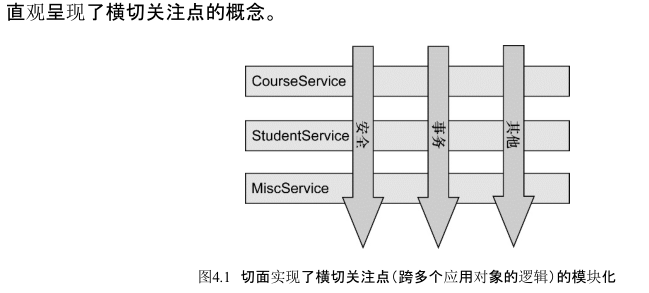 直观呈现了横切关注点的概念。
CourseService
StudentService
MiscService
安全
事务
其他
图4.1 切面实现了横切关注点（跨多个应用对象的逻辑）的模块化